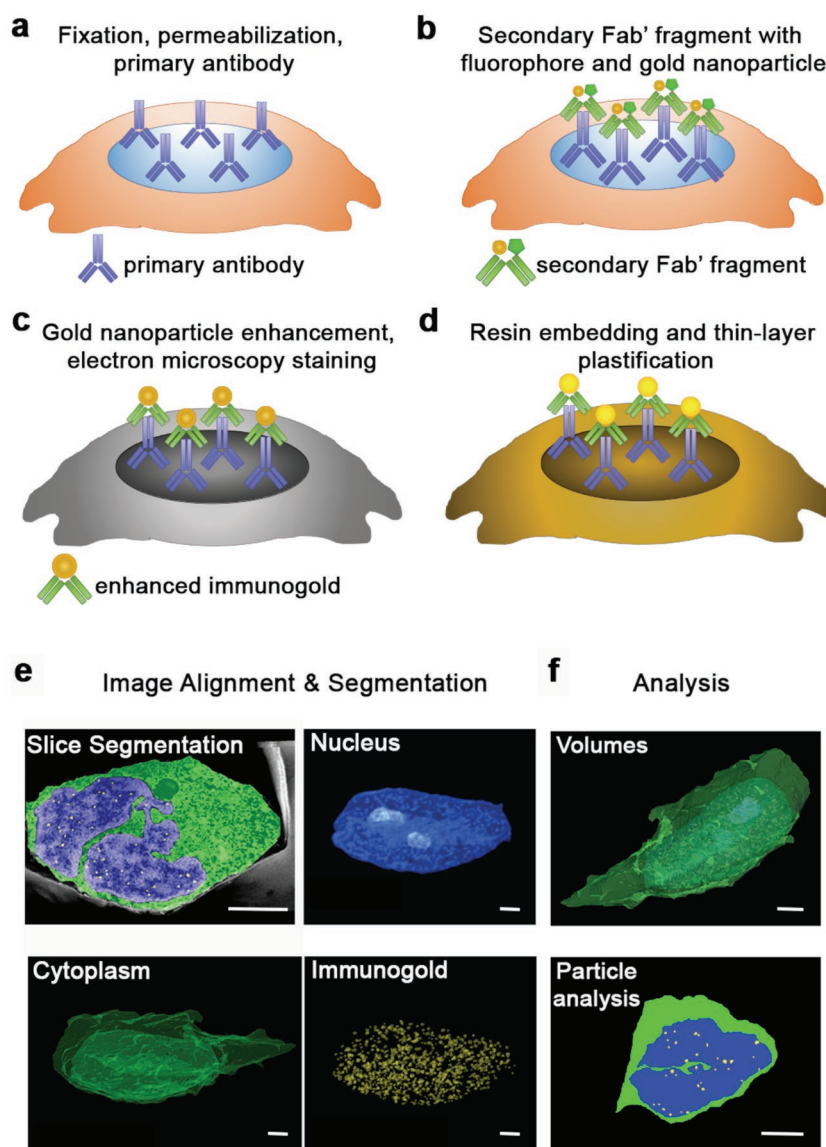 a
Fixation, permeabilization,
primary antibody
primary antibody
b
Secondary Fab’ fragment with
fluorophore and gold nanoparticle
secondary Fab’ fragment
c
Gold nanoparticle enhancement,
electron microscopy staining
enhanced immunogold
d
Resin embedding and thin-layer
plastification
e
Image Alignment & Segmentation
Slice Segmentation
Nucleus
Cytoplasm
Immunogold
f
Analysis
Volumes
Particle
analysis